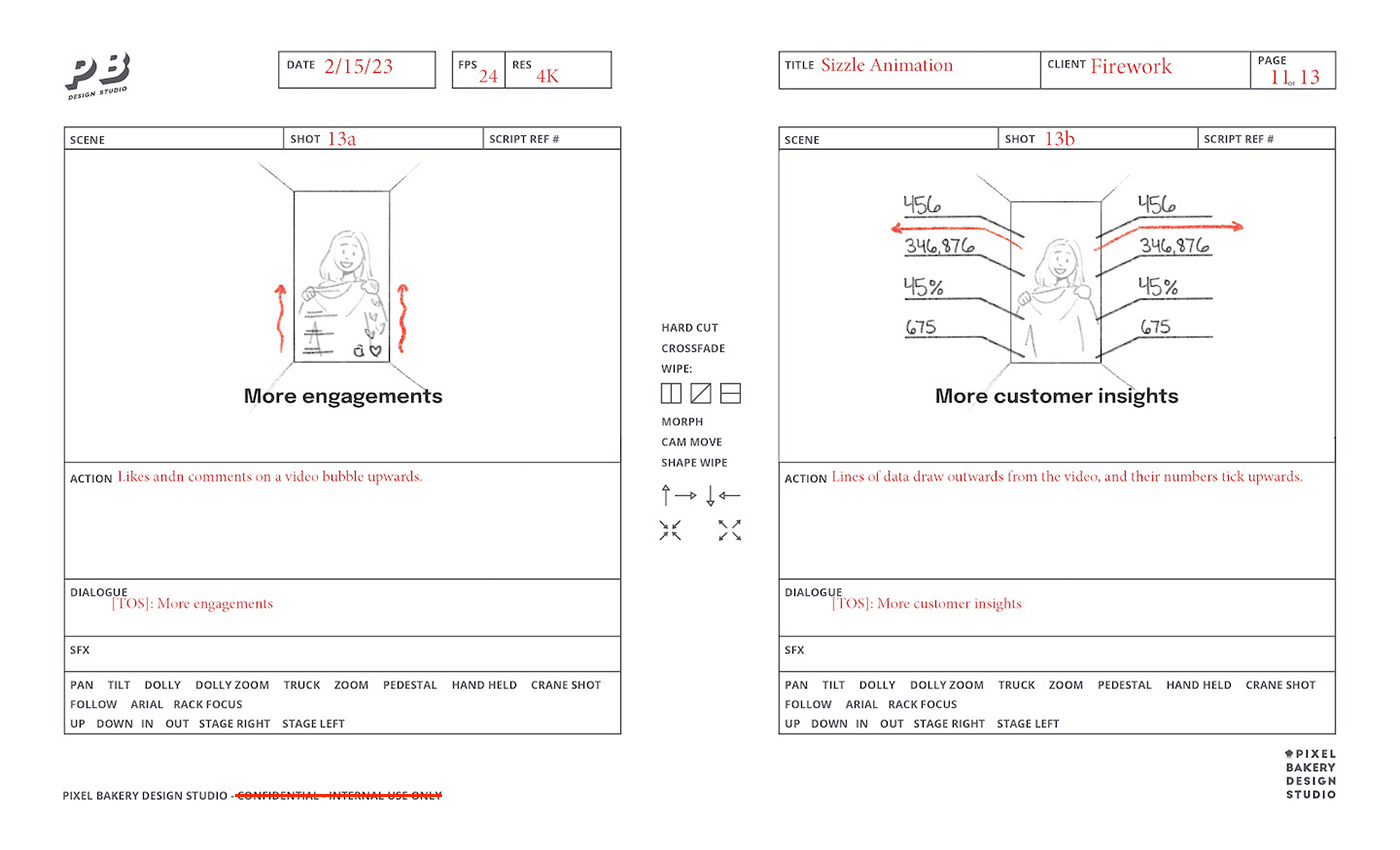 PB
DESIGN STUDIO
DATE 2/15/23
FPS 24
RES 4K
TITLE Sizzle Animation
CLIENT Firework
PAGE 11 of 13
SCENE
SHOT 13a
SCRIPT REF #
More engagements
ACTION Likes andn comments on a video bubble upwards.
DIALOGUE
[TOS]: More engagements
SFX
PAN TILT DOLLY DOLLY ZOOM TRUCK ZOOM PEDESTAL HAND HELD CRANE SHOT
FOLLOW ARIAL RACK FOCUS
UP DOWN IN OUT STAGE RIGHT STAGE LEFT
HARD CUT
CROSSFADE
WIPE:
MORPH
CAM MOVE
SHAPE WIPE
SCENE
SHOT 13b
SCRIPT REF #
456 456
346,876 346,876
45% 45%
675 675
More customer insights
ACTION Lines of data draw outwards from the video, and their numbers tick upwards.
DIALOGUE
[TOS]: More customer insights
SFX
PAN TILT DOLLY DOLLY ZOOM TRUCK ZOOM PEDESTAL HAND HELD CRANE SHOT
FOLLOW ARIAL RACK FOCUS
UP DOWN IN OUT STAGE RIGHT STAGE LEFT
PIXEL BAKERY DESIGN STUDIO - CONFIDENTIAL - INTERNAL USE ONLY
PIXEL
BAKERY
DESIGN
STUDIO